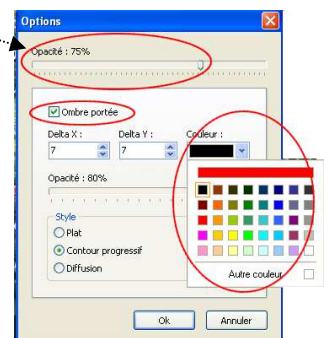 Options
Opacité : 75%
Ombre portée
Delta X : Delta Y : Couleur :
7 7
Opacité : 80%
Style
Plat
Contour progressif
Diffusion
Autre couleur
Ok Annuler